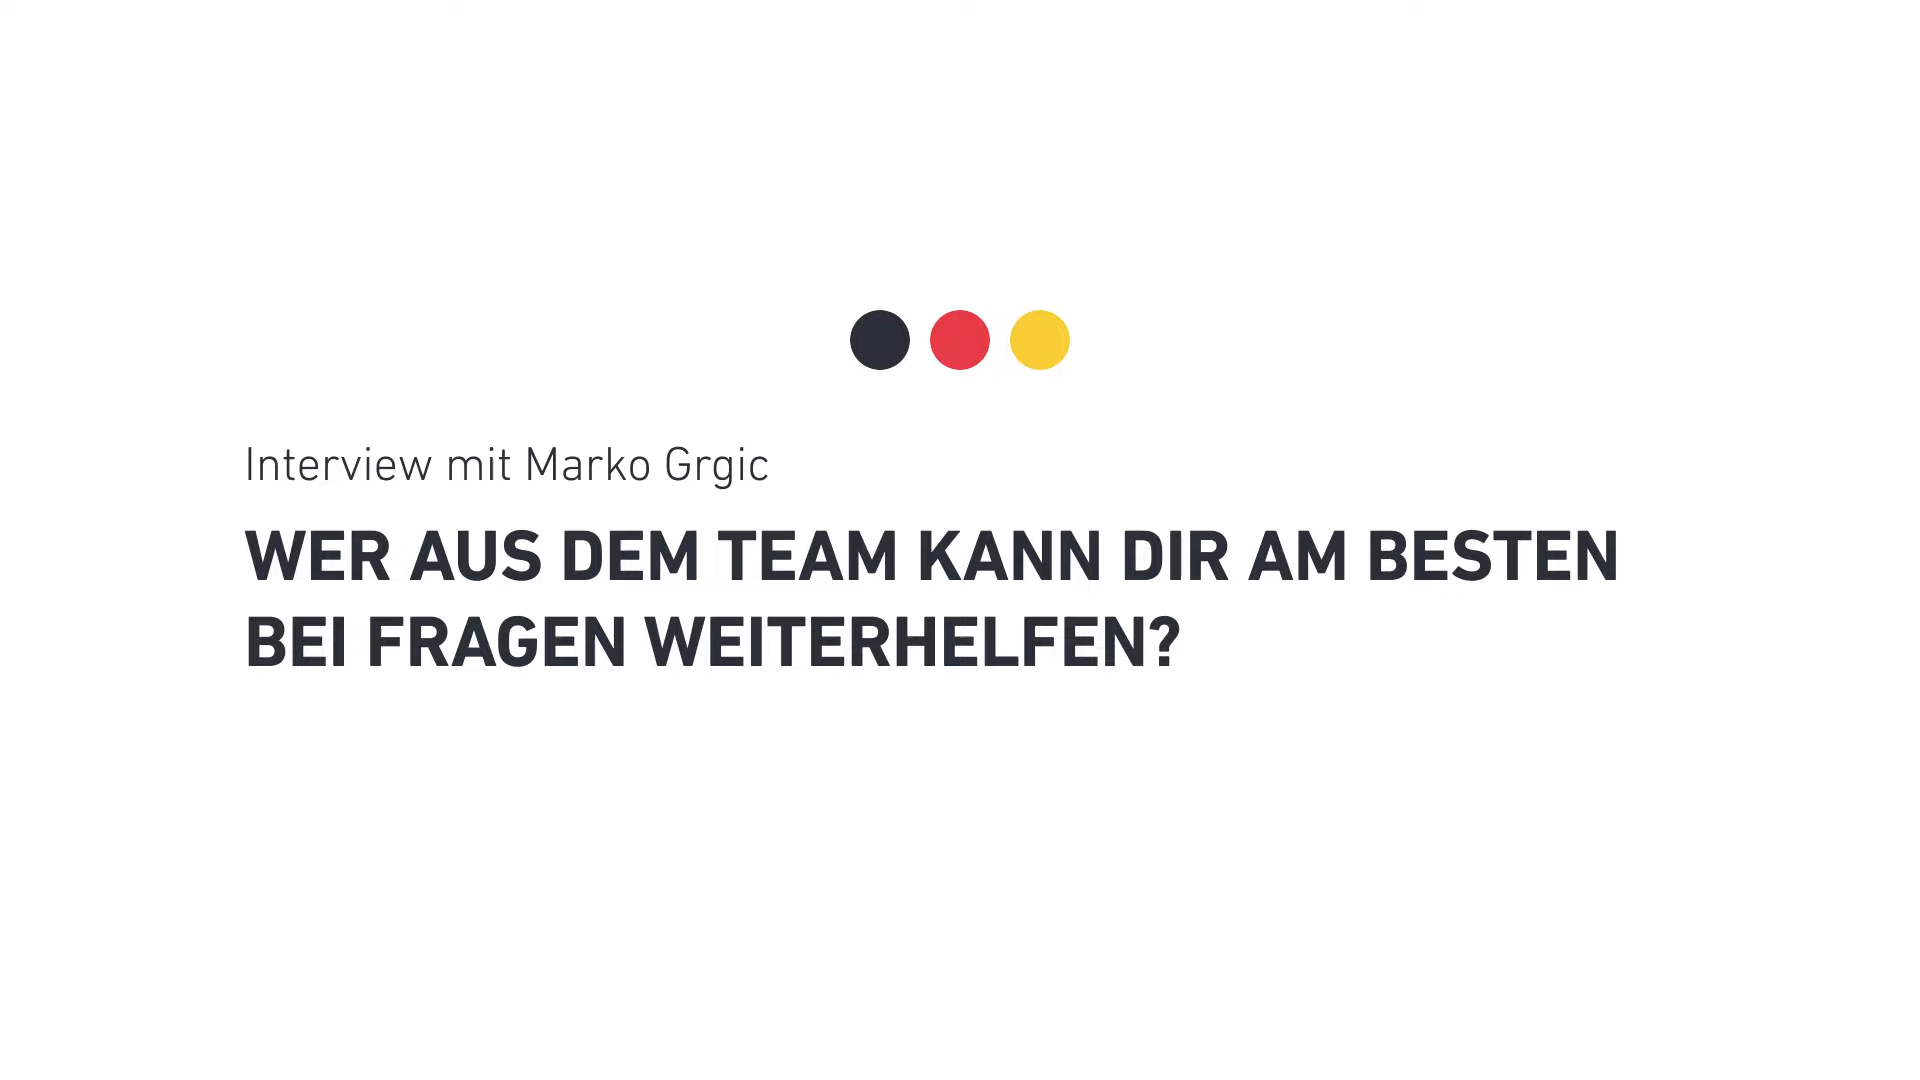 Interview mit Marko Grgic
WER AUS DEM TEAM KANN DIR AM BESTEN
BEI FRAGEN WEITERHELFEN?